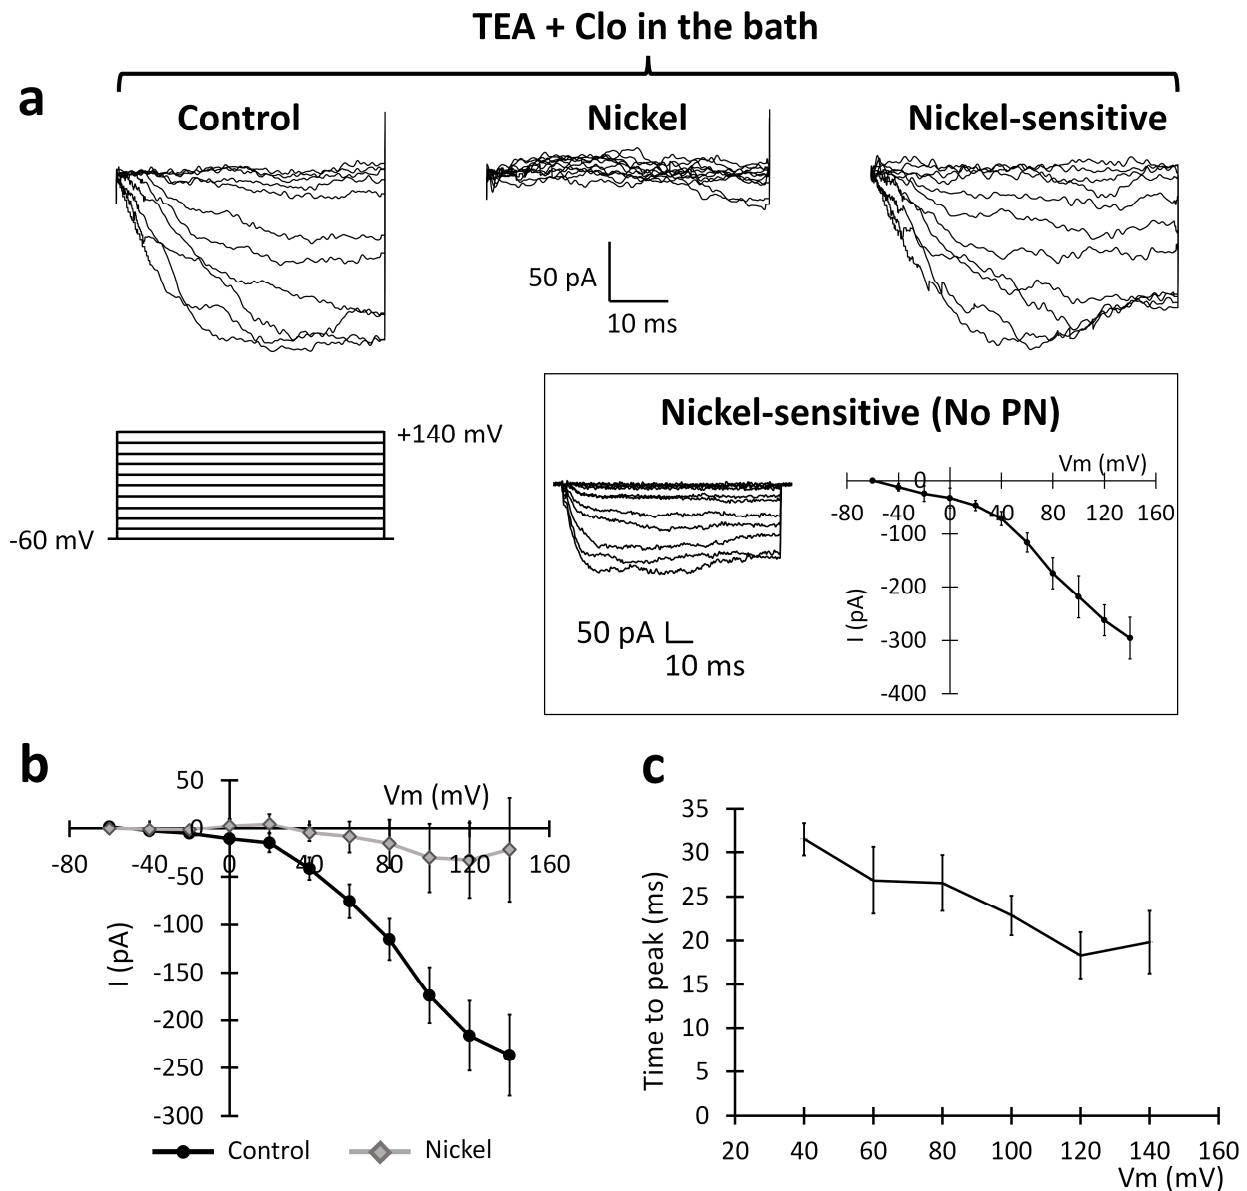 TEA + Clo in the bath
a
Control
Nickel
Nickel-sensitive
50 pA
10 ms
+140 mV
-60 mV
Nickel-sensitive (No PN)
50 pA
10 ms
Vm (mV)
0
-80 -40 0 40 80 120 160
-100
-200
-300
-400
I (pA)
b
50
0
-50
-100
-150
-200
-250
-300
Vm (mV)
-80 -40 0 40 80 120 160
I (pA)
Control
Nickel
c
35
30
25
20
15
10
5
0
Time to peak (ms)
20 40 60 80 100 120 140 160
Vm (mV)